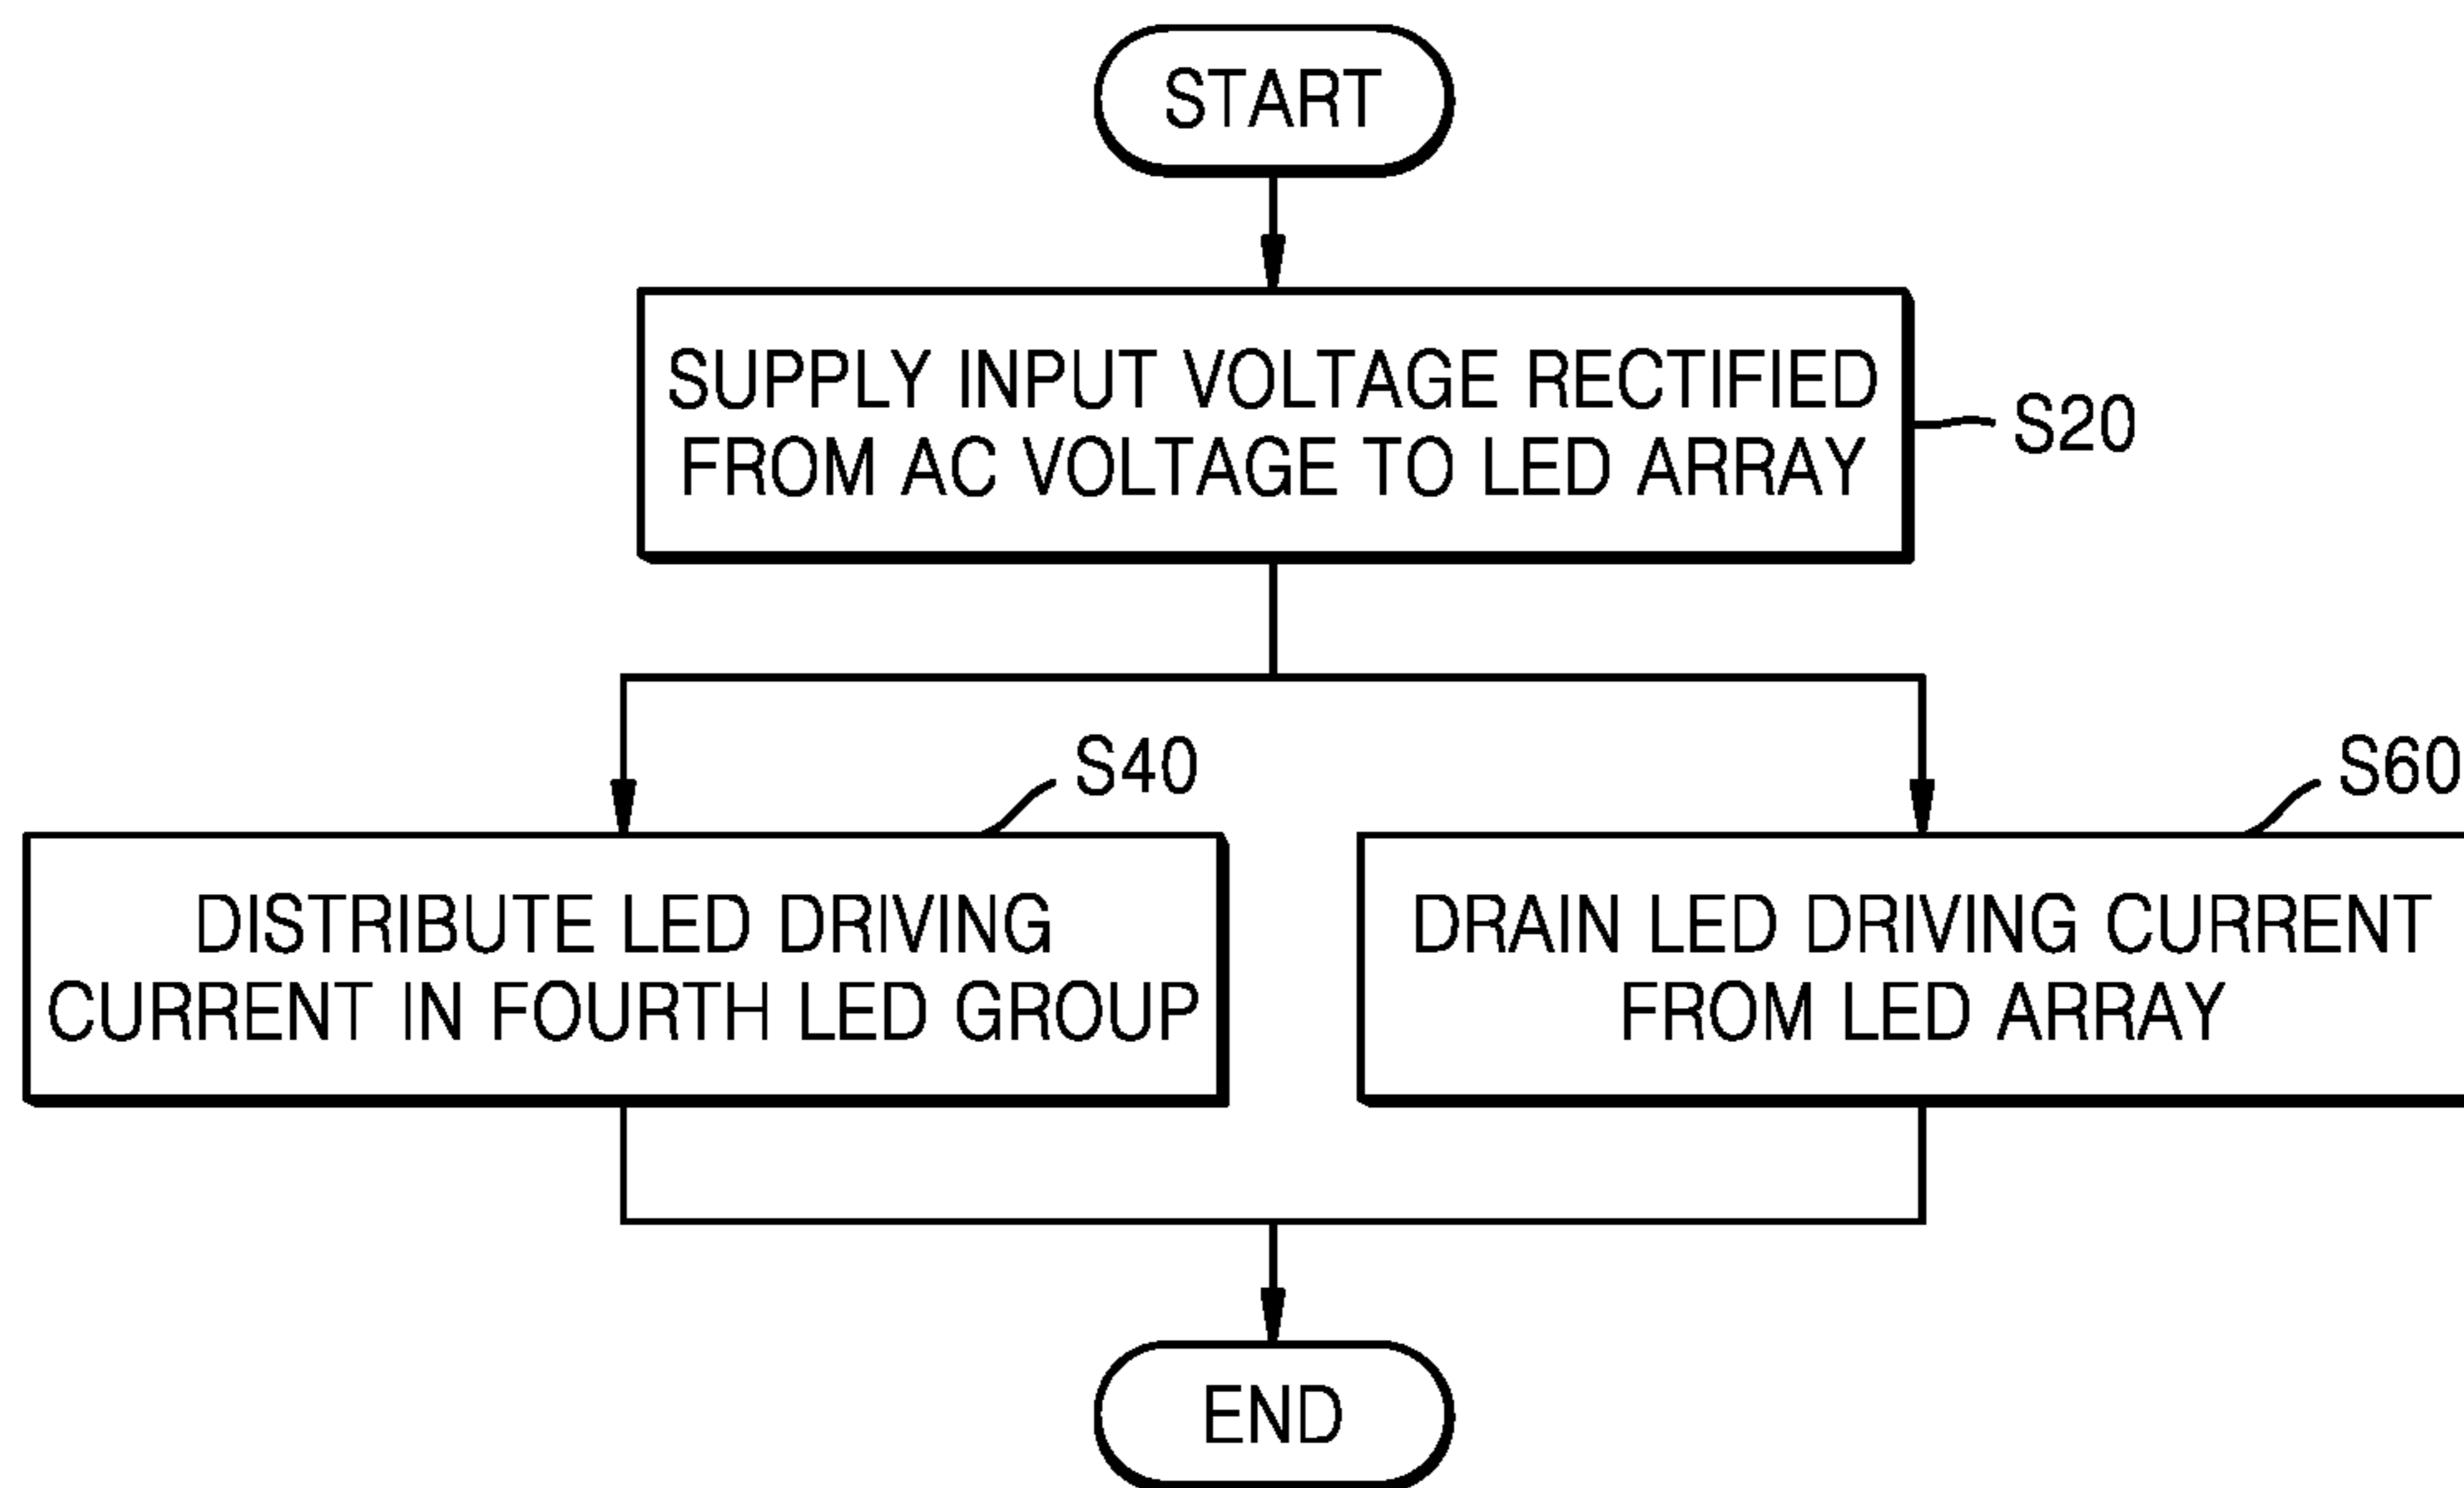 START
SUPPLY INPUT VOLTAGE RECTIFIED
FROM AC VOLTAGE TO LED ARRAY
S20
S40
DISTRIBUTE LED DRIVING
CURRENT IN FOURTH LED GROUP
S60
DRAIN LED DRIVING CURRENT
FROM LED ARRAY
END